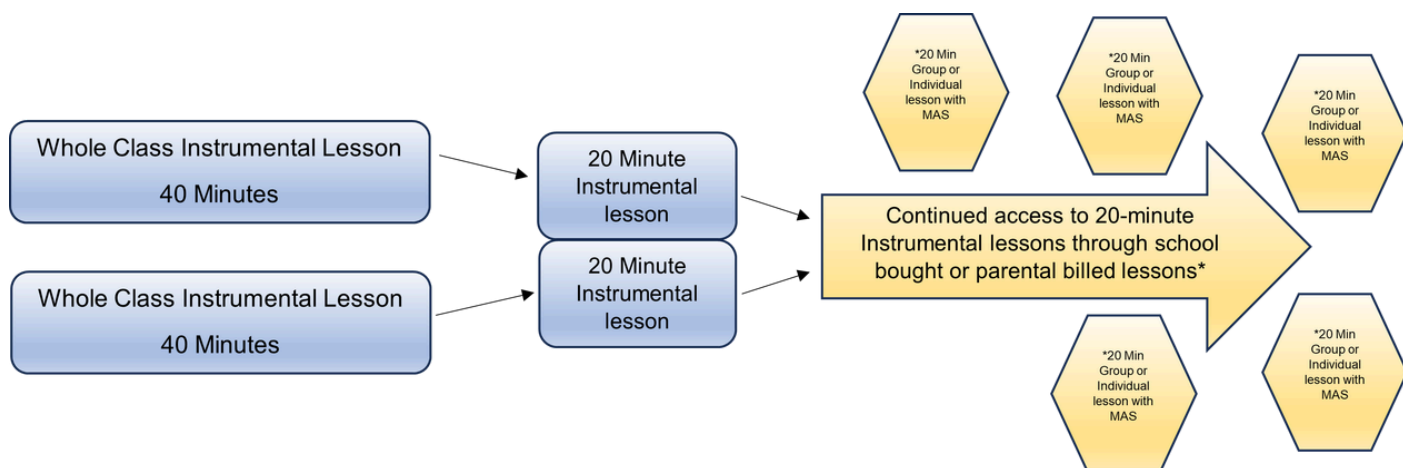 Whole Class Instrumental Lesson
40 Minutes
Whole Class Instrumental Lesson
40 Minutes
20 Minute
Instrumental
lesson
20 Minute
Instrumental
lesson
Continued access to 20-minute
Instrumental lessons through school
bought or parental billed lessons*
*20 Min
Group or
Individual
lesson with
MAS
*20 Min
Group or
Individual
lesson with
MAS
*20 Min
Group or
Individual
lesson with
MAS
*20 Min
Group or
Individual
lesson with
MAS
*20 Min
Group or
Individual
lesson with
MAS